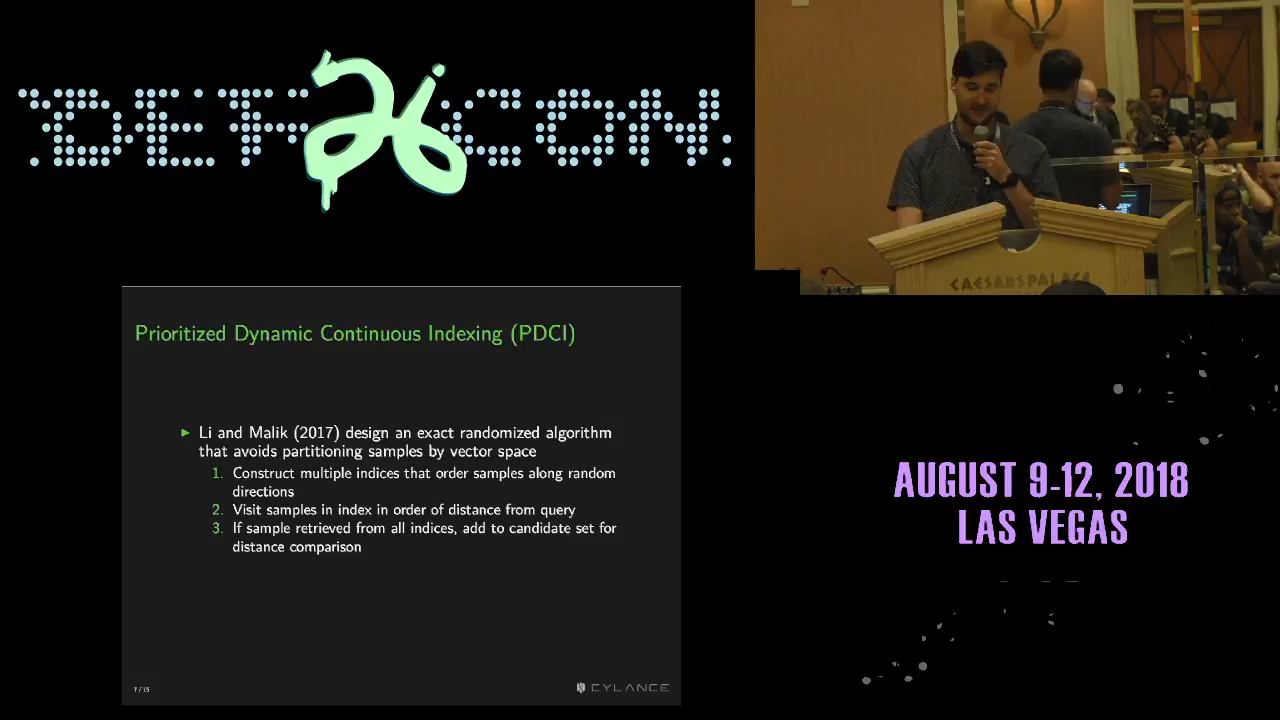 DEF CON
26
CAESARS PALACE
Prioritized Dynamic Continuous Indexing (PDCI)
► Li and Malik (2017) design an exact randomized algorithm
that avoids partitioning samples by vector space
1. Construct multiple indices that order samples along random
directions
2. Visit samples in index in order of distance from query
3. If sample retrieved from all indices, add to candidate set for
distance comparison
7 / 15
CYLANCE
AUGUST 9-12, 2018
LAS VEGAS